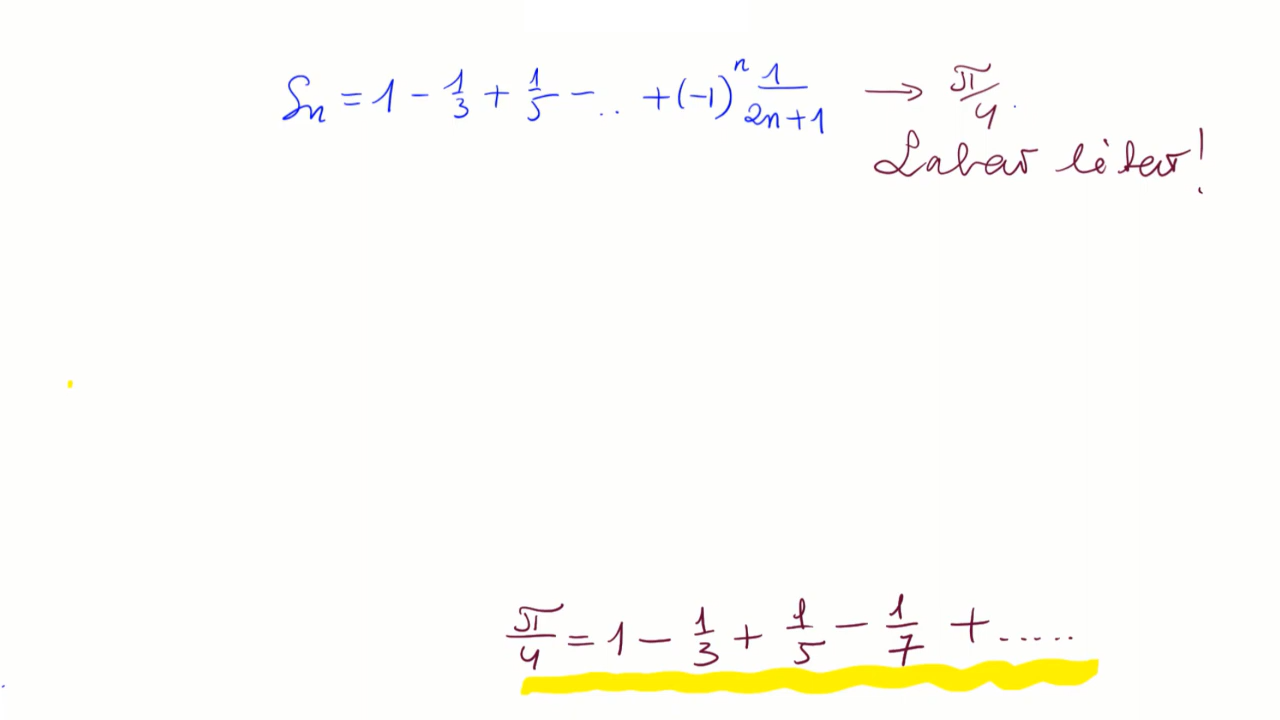 Sn = 1 - 1/3 + 1/5 - .. + (-1)^n 1/(2n+1) → π/4.
π/4 = 1 - 1/3 + 1/5 - 1/7 + .....